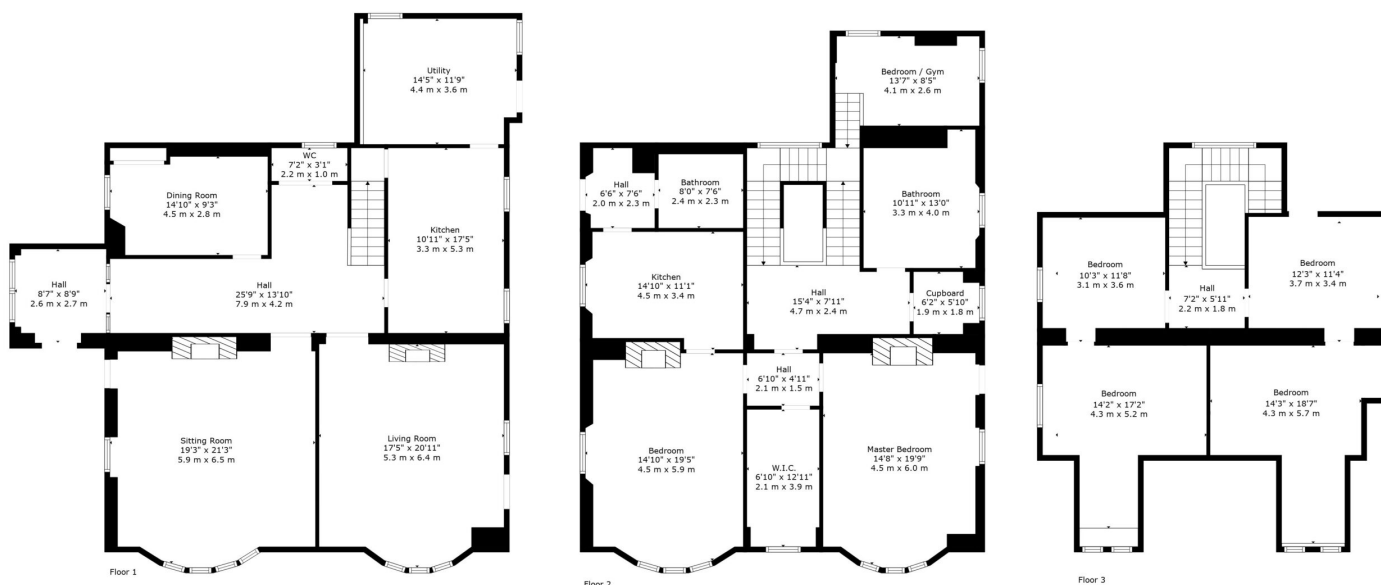 Utility
14'5" x 11'9"
4.4 m x 3.6 m
WC
7'2" x 3'1"
2.2 m x 1.0 m
Dining Room
14'10" x 9'3"
4.5 m x 2.8 m
Kitchen
10'11" x 17'5"
3.3 m x 5.3 m
Hall
8'7" x 8'9"
2.6 m x 2.7 m
Hall
25'9" x 13'10"
7.9 m x 4.2 m
Sitting Room
19'3" x 21'3"
5.9 m x 6.5 m
Living Room
17'5" x 20'11"
5.3 m x 6.4 m
Floor 1
Bedroom / Gym
13'7" x 8'5"
4.1 m x 2.6 m
Hall
6'6" x 7'6"
2.0 m x 2.3 m
Bathroom
8'0" x 7'6"
2.4 m x 2.3 m
Bathroom
10'11" x 13'0"
3.3 m x 4.0 m
Kitchen
14'10" x 11'1"
4.5 m x 3.4 m
Hall
15'4" x 7'11"
4.7 m x 2.4 m
Cupboard
6'2" x 5'10"
1.9 m x 1.8 m
Hall
6'10" x 4'11"
2.1 m x 1.5 m
Bedroom
14'10" x 19'5"
4.5 m x 5.9 m
W.I.C.
6'10" x 12'11"
2.1 m x 3.9 m
Master Bedroom
14'8" x 19'9"
4.5 m x 6.0 m
Floor 2
Bedroom
10'3" x 11'8"
3.1 m x 3.6 m
Bedroom
12'3" x 11'4"
3.7 m x 3.4 m
Hall
7'2" x 5'11"
2.2 m x 1.8 m
Bedroom
14'2" x 17'2"
4.3 m x 5.2 m
Bedroom
14'3" x 18'7"
4.3 m x 5.7 m
Floor 3